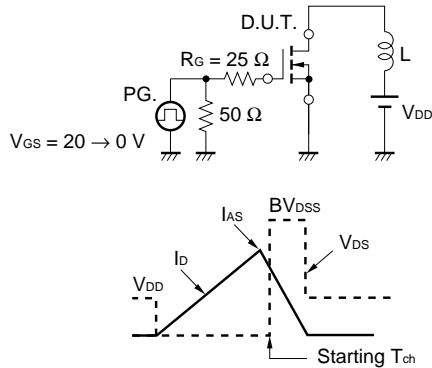 D.U.T.
RG = 25 Ω
L
PG.
50 Ω
VDD
VGS = 20 → 0 V
BVDSS
IAS
VDS
ID
VDD
Starting Tch